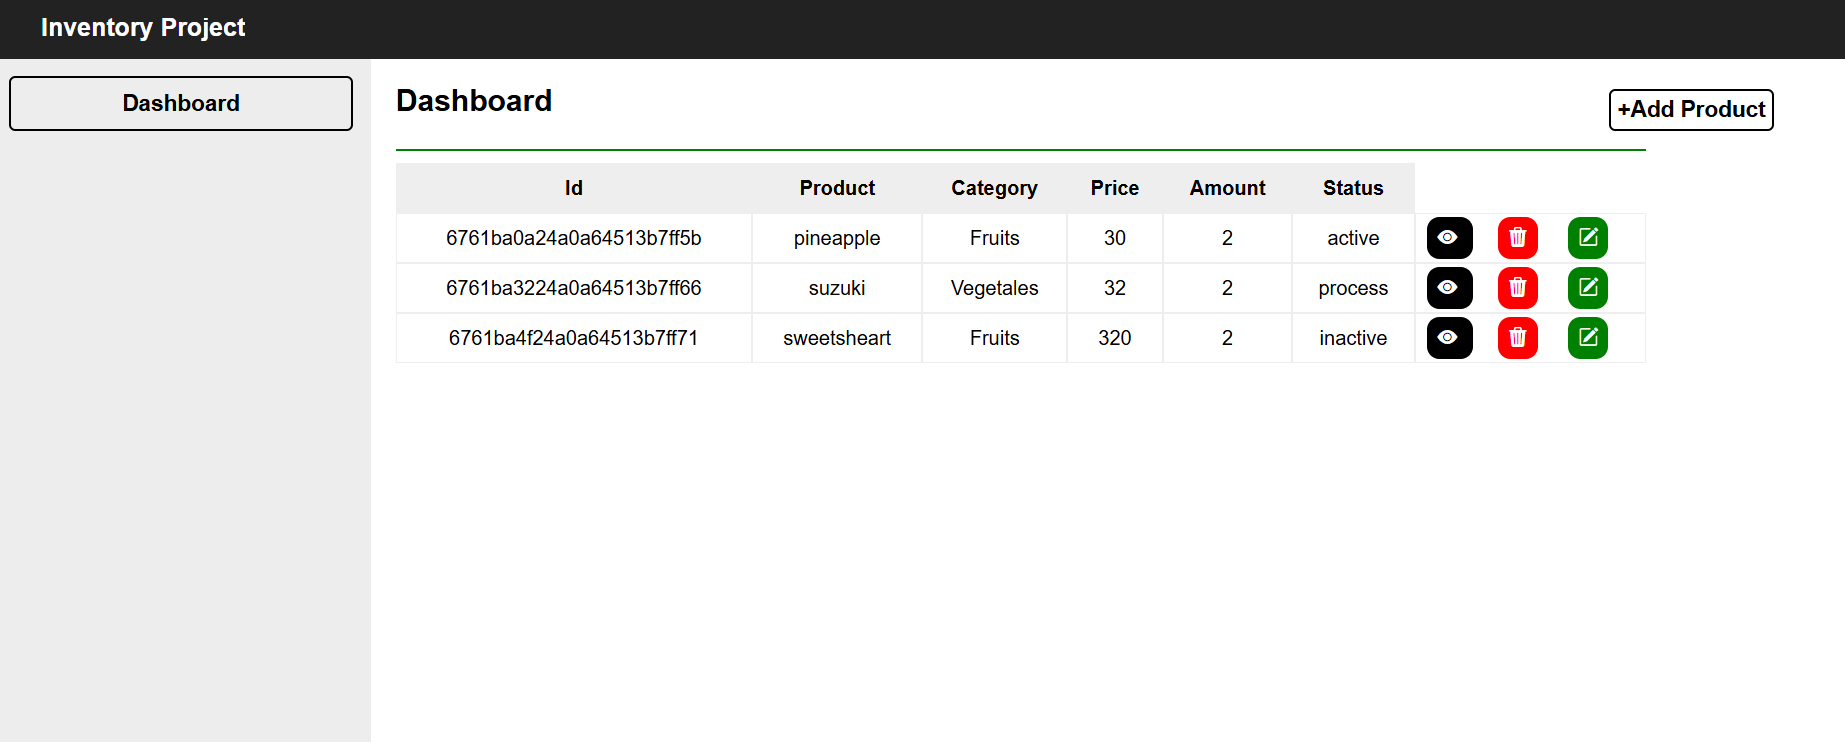 Inventory Project
Dashboard
Dashboard
+Add Product
Id Product Category Price Amount Status
6761ba0a24a0a64513b7ff5b pineapple Fruits 30 2 active
6761ba3224a0a64513b7ff66 suzuki Vegetales 32 2 process
6761ba4f24a0a64513b7ff71 sweetsheart Fruits 320 2 inactive